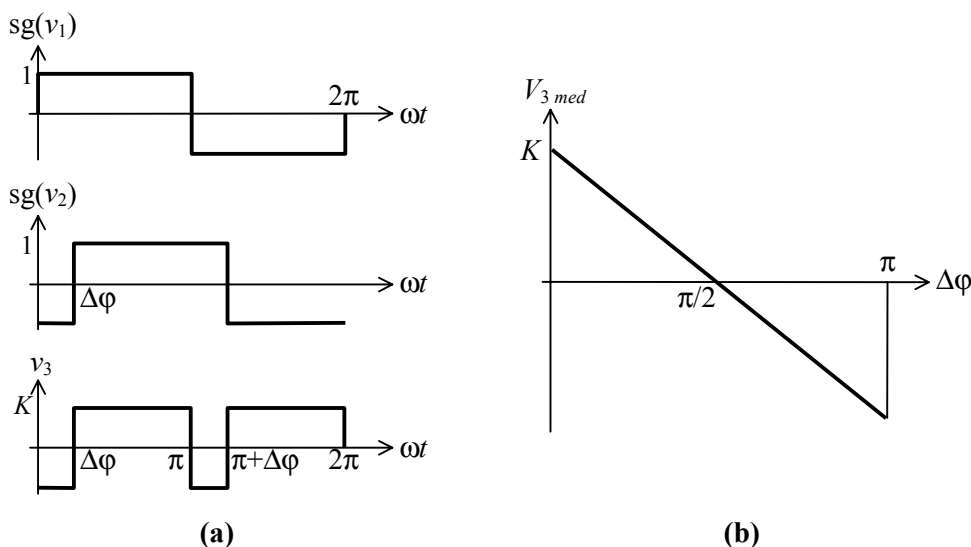 sg(v₁)
1
2π
ωt
sg(v₂)
1
Δφ
ωt
v₃
K
Δφ
π
π+Δφ
2π
ωt
(a)
V₃ med
K
π/2
π
Δφ
(b)